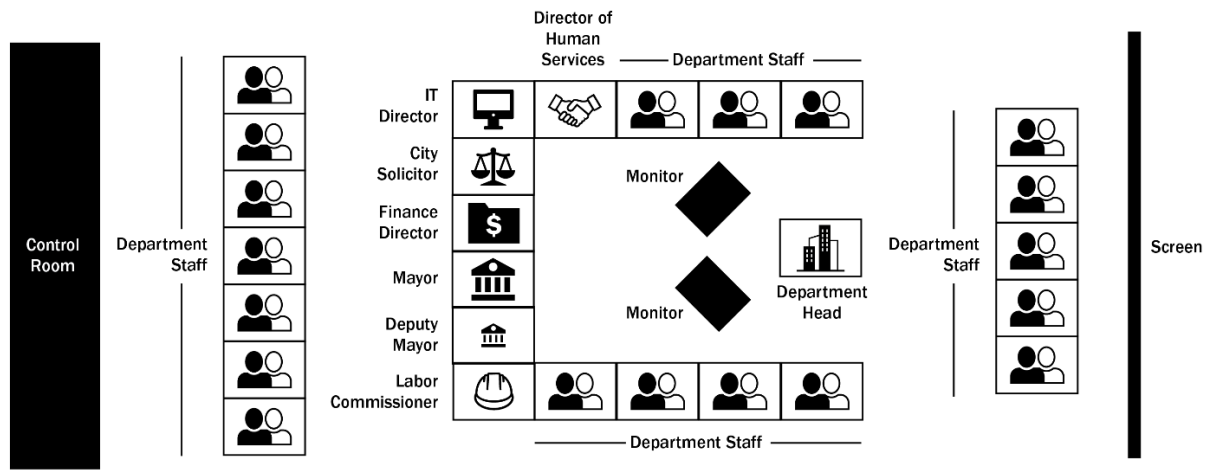 Director of
Human
Services
Department Staff
IT
Director
City
Solicitor
Monitor
Finance
Director
$
Control
Room
Department
Staff
Mayor
Department
Head
Department
Staff
Screen
Monitor
Deputy
Mayor
Labor
Commissioner
Department Staff